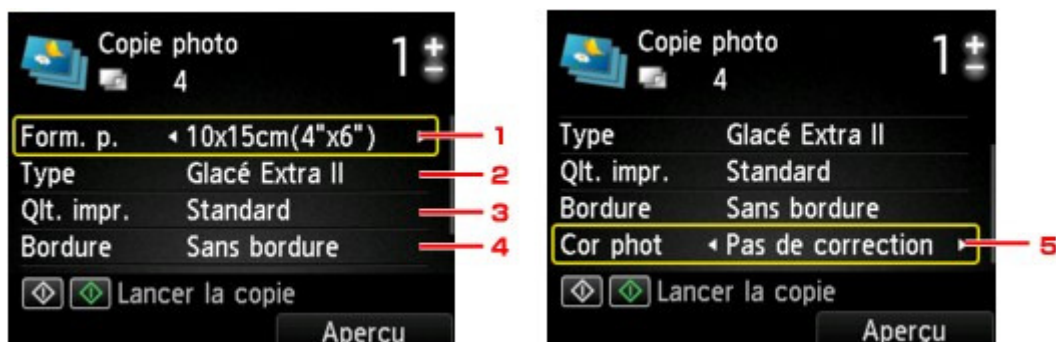 Copie photo
4
1 + -
Form. p. 10x15cm(4"x6") 1
Type Glacé Extra II 2
Qlt. impr. Standard 3
Bordure Sans bordure 4
Lancer la copie
Aperçu
Copie photo
4
1 + -
Type Glacé Extra II
Qlt. impr. Standard
Bordure Sans bordure
Cor phot Pas de correction 5
Lancer la copie
Aperçu